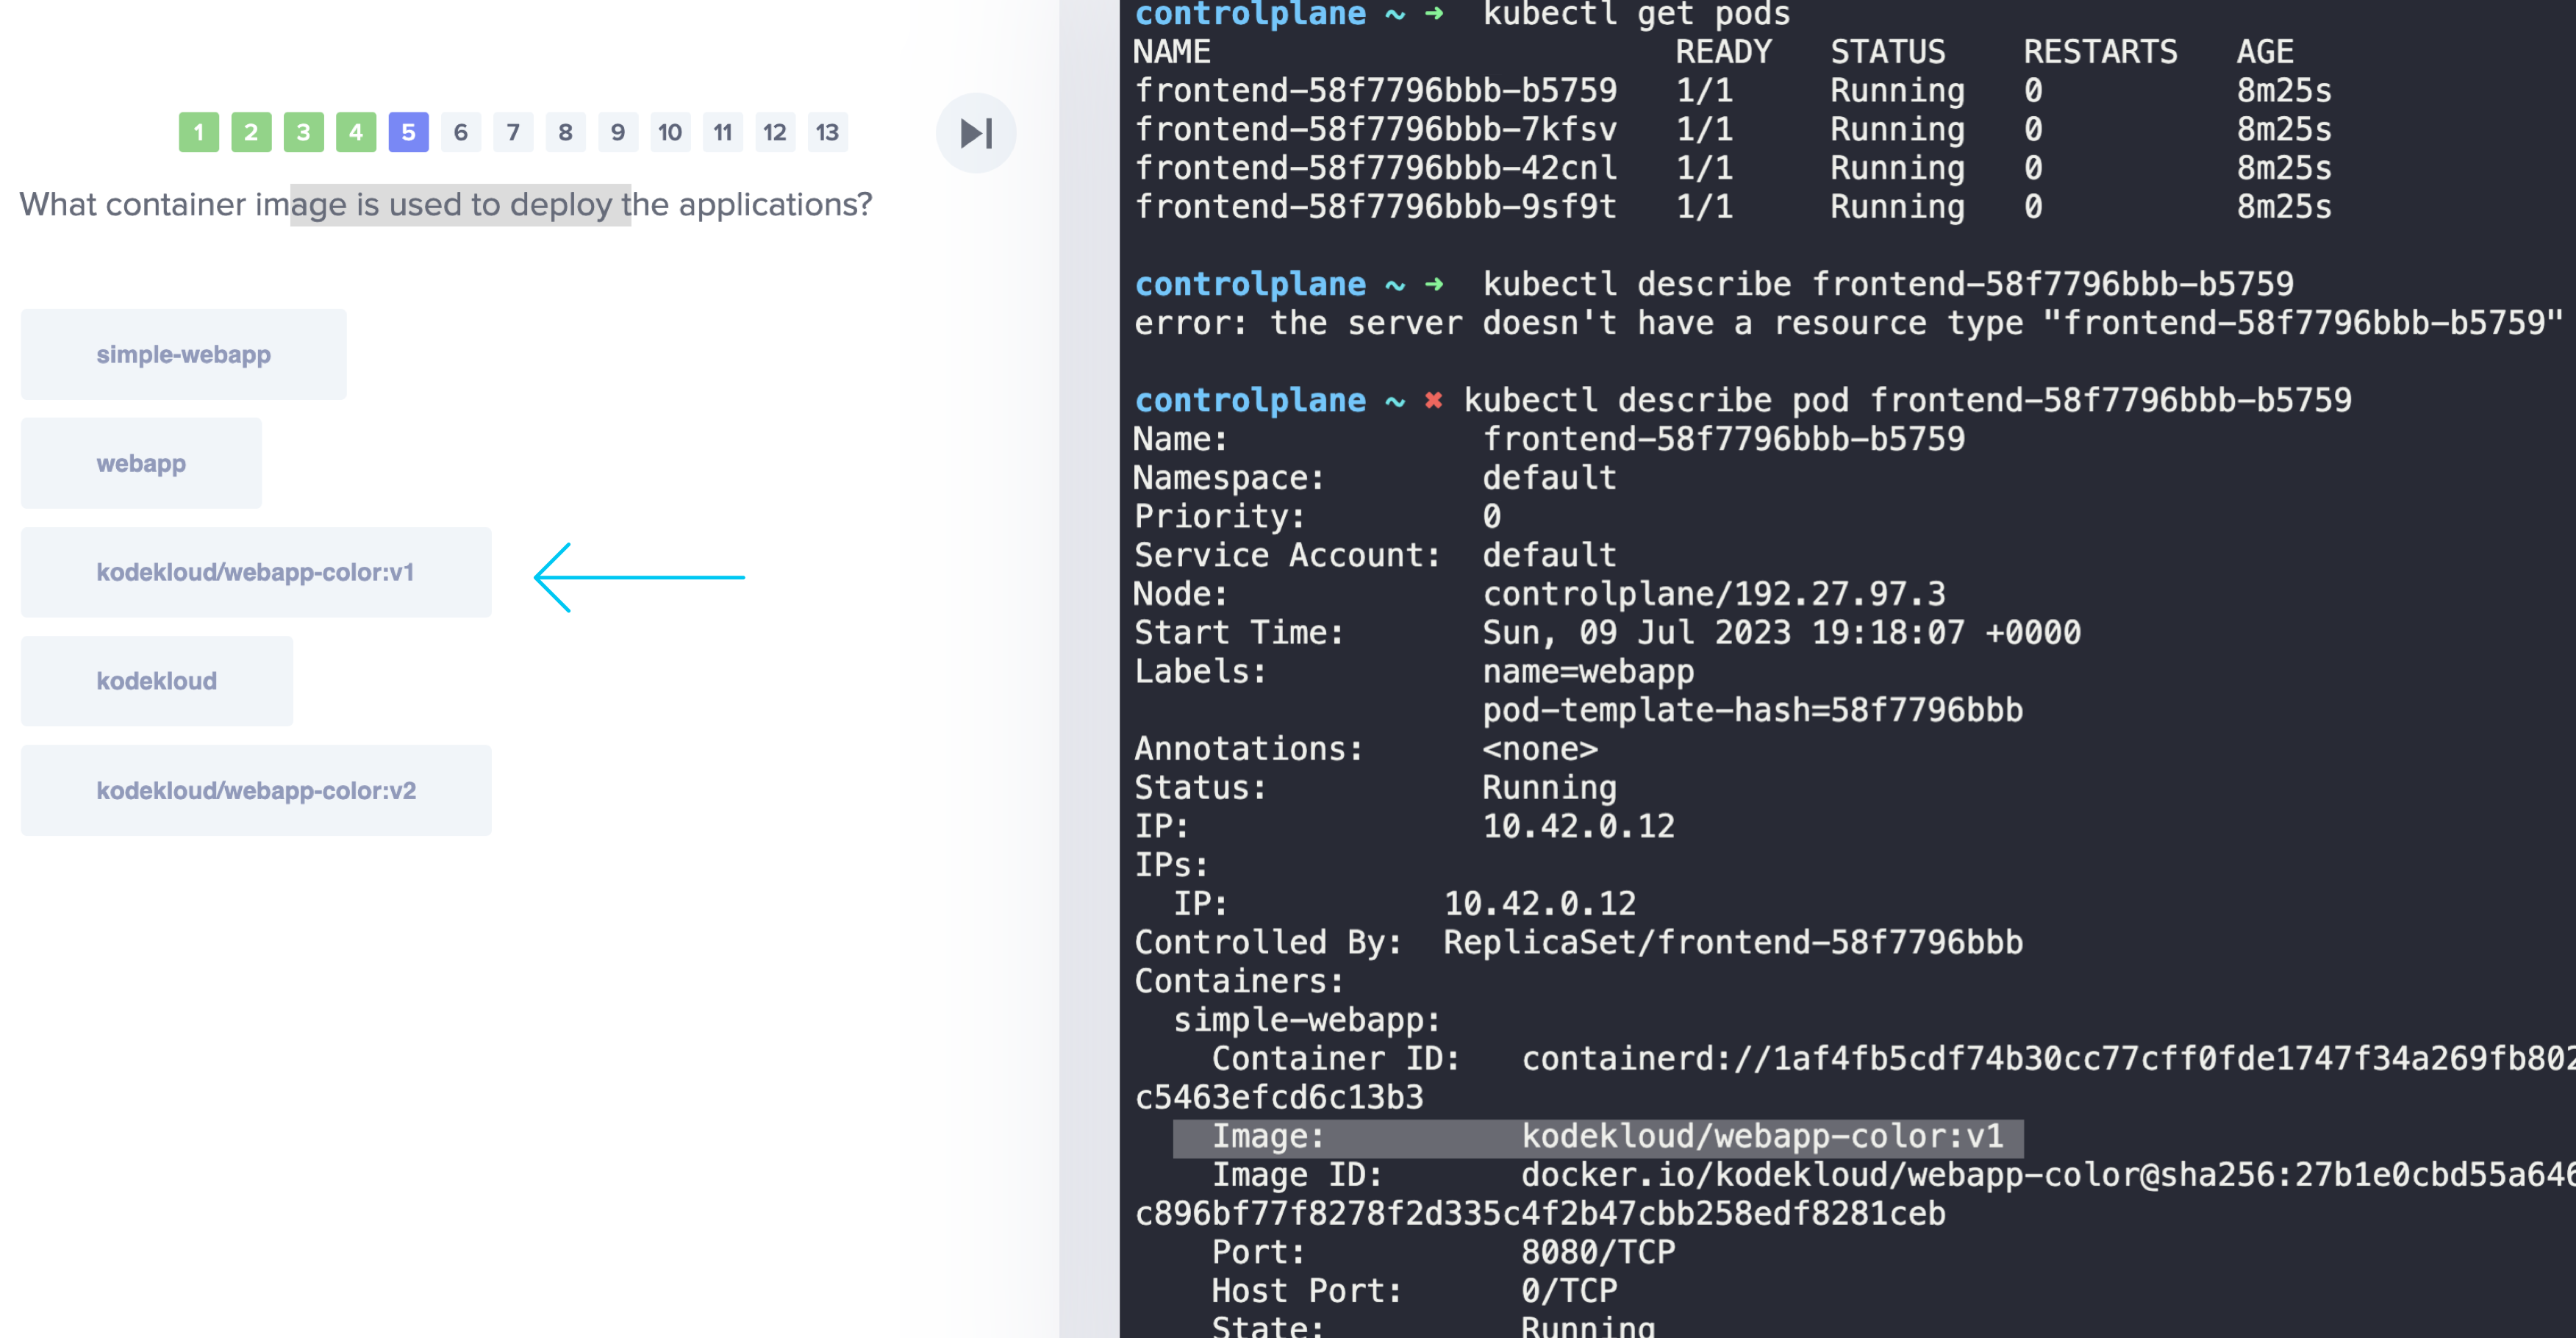 1 2 3 4 5 6 7 8 9 10 11 12 13
What container image is used to deploy the applications?
simple-webapp
webapp
kodekloud/webapp-color:v1
kodekloud
kodekloud/webapp-color:v2
controlplane ~ ➜  kubectl get pods
NAME                        READY   STATUS    RESTARTS   AGE
frontend-58f7796bbb-b5759   1/1     Running   0          8m25s
frontend-58f7796bbb-7kfsv   1/1     Running   0          8m25s
frontend-58f7796bbb-42cnl   1/1     Running   0          8m25s
frontend-58f7796bbb-9sf9t   1/1     Running   0          8m25s
controlplane ~ ➜  kubectl describe frontend-58f7796bbb-b5759
error: the server doesn't have a resource type "frontend-58f7796bbb-b5759"
controlplane ~ ✖ kubectl describe pod frontend-58f7796bbb-b5759
Name:             frontend-58f7796bbb-b5759
Namespace:        default
Priority:         0
Service Account:  default
Node:             controlplane/192.27.97.3
Start Time:       Sun, 09 Jul 2023 19:18:07 +0000
Labels:           name=webapp
                  pod-template-hash=58f7796bbb
Annotations:      <none>
Status:           Running
IP:               10.42.0.12
IPs:
  IP:           10.42.0.12
Controlled By:  ReplicaSet/frontend-58f7796bbb
Containers:
  simple-webapp:
    Container ID:   containerd://1af4fb5cdf74b30cc77cff0fde1747f34a269fb802
c5463efcd6c13b3
    Image:          kodekloud/webapp-color:v1
    Image ID:       docker.io/kodekloud/webapp-color@sha256:27b1e0cbd55a646
c896bf77f8278f2d335c4f2b47cbb258edf8281ceb
    Port:           8080/TCP
    Host Port:      0/TCP
    State:          Running